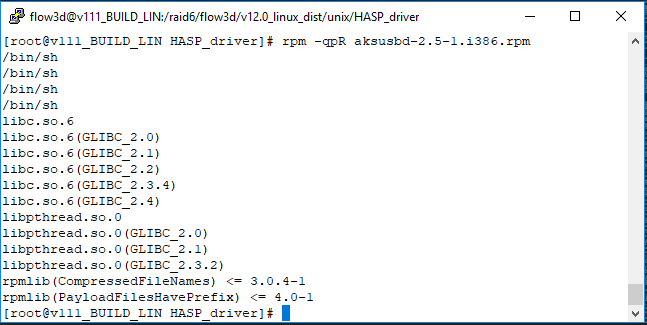 flow3d@v111_BUILD_LIN:/raid6/flow3d/v12.0_linux_dist/unix/HASP_driver
[root@v111_BUILD_LIN HASP_driver]# rpm -qpR aksusbd-2.5-1.i386.rpm
/bin/sh
/bin/sh
/bin/sh
/bin/sh
libc.so.6
libc.so.6(GLIBC_2.0)
libc.so.6(GLIBC_2.1)
libc.so.6(GLIBC_2.2)
libc.so.6(GLIBC_2.3.4)
libc.so.6(GLIBC_2.4)
libpthread.so.0
libpthread.so.0(GLIBC_2.0)
libpthread.so.0(GLIBC_2.1)
libpthread.so.0(GLIBC_2.3.2)
rpmlib(CompressedFileNames) <= 3.0.4-1
rpmlib(PayloadFilesHavePrefix) <= 4.0-1
[root@v111_BUILD_LIN HASP_driver]#